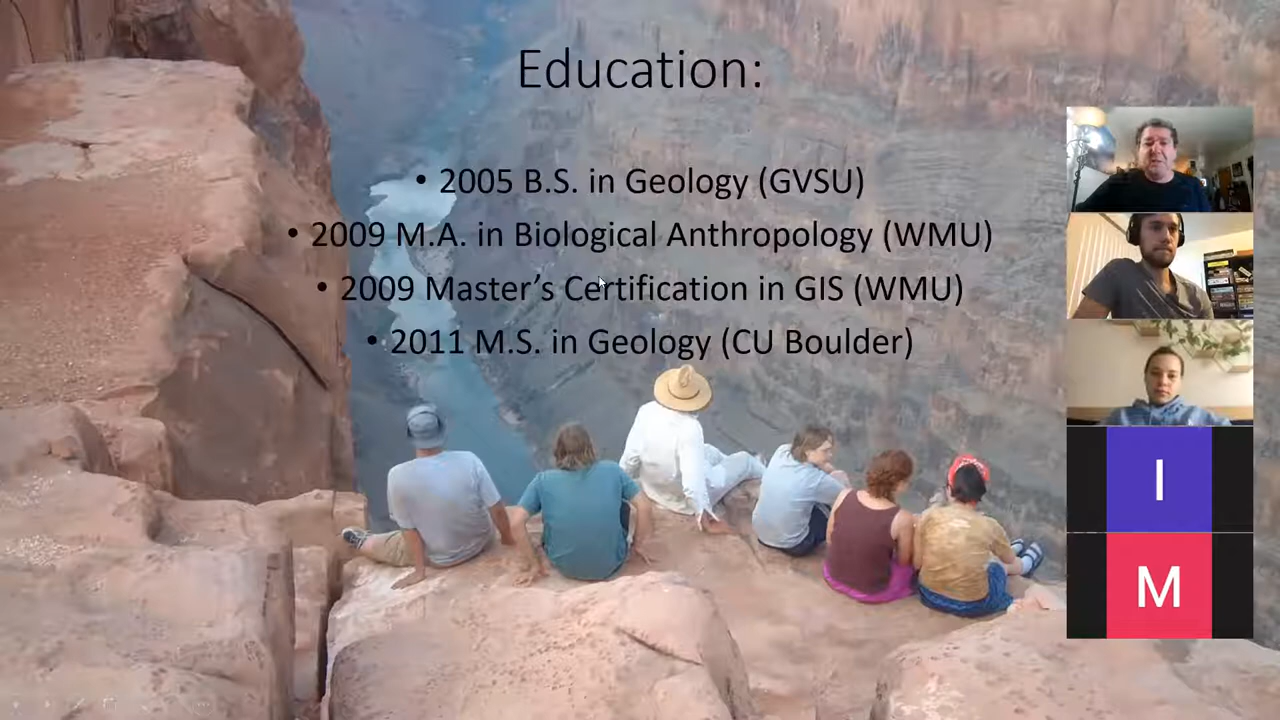 Education:
• 2005 B.S. in Geology (GVSU)
• 2009 M.A. in Biological Anthropology (WMU)
• 2009 Master's Certification in GIS (WMU)
• 2011 M.S. in Geology (CU Boulder)
I
M